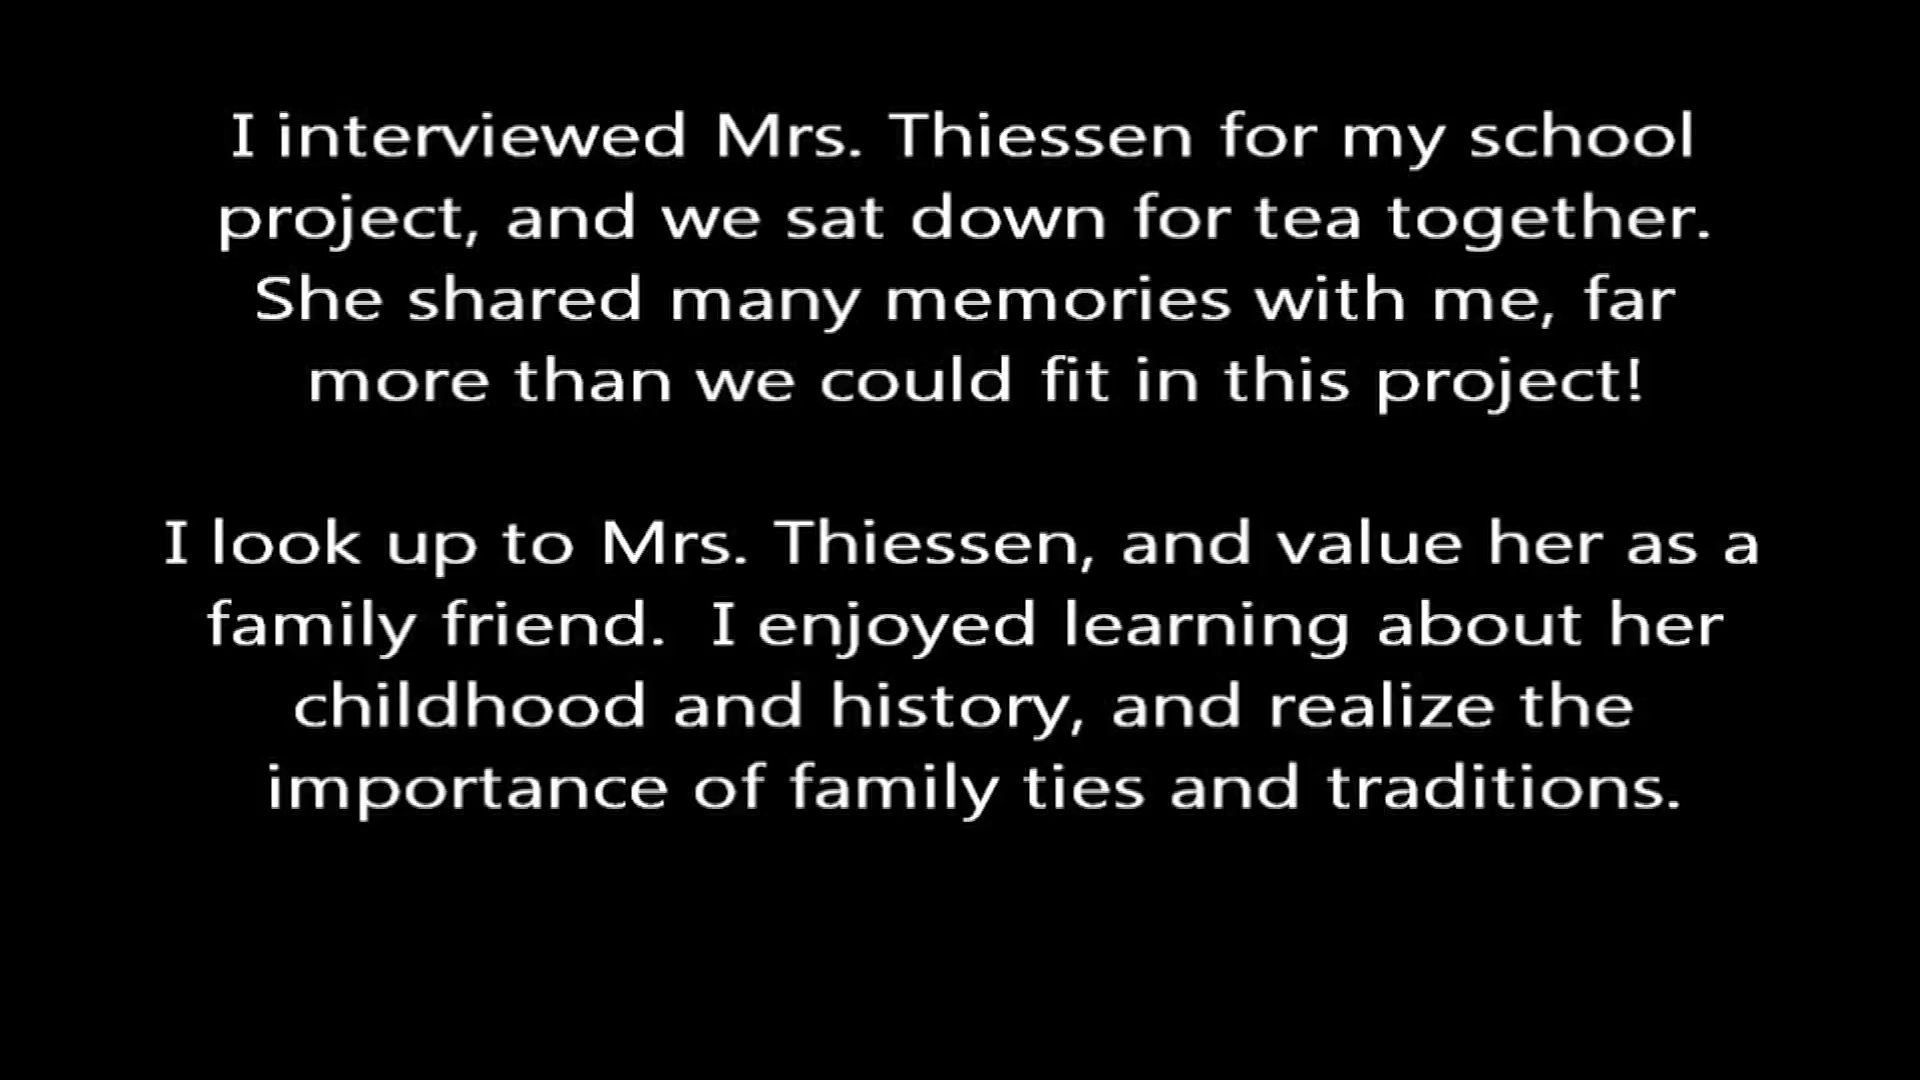 I interviewed Mrs. Thiessen for my school
project, and we sat down for tea together.
She shared many memories with me, far
more than we could fit in this project!
I look up to Mrs. Thiessen, and value her as a
family friend.  I enjoyed learning about her
childhood and history, and realize the
importance of family ties and traditions.